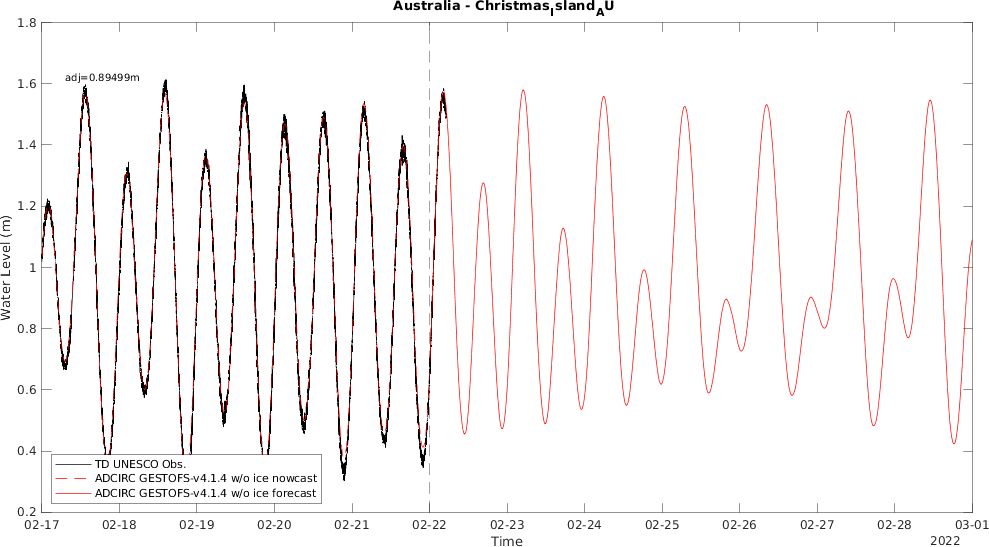 Australia - Christmas_Island_AU
1.8
1.6
1.4
1.2
1
0.8
0.6
0.4
0.2
Water Level (m)
adj=0.89499m
TD UNESCO Obs.
ADCIRC GESTOFS-v4.1.4 w/o ice nowcast
ADCIRC GESTOFS-v4.1.4 w/o ice forecast
02-17 02-18 02-19 02-20 02-21 02-22 02-23 02-24 02-25 02-26 02-27 02-28 03-01
Time
2022